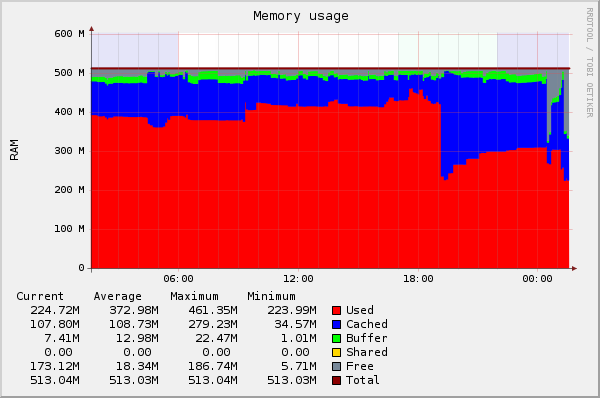 Memory usage
RRDTOOL / TOBI OETIKER
RAM
600 M
500 M
400 M
300 M
200 M
100 M
0
06:00 12:00 18:00 00:00
Current Average Maximum Minimum
224.72M 372.98M 461.35M 223.99M Used
107.80M 108.73M 279.23M 34.57M Cached
7.41M 12.98M 22.47M 1.01M Buffer
0.00 0.00 0.00 0.00 Shared
173.12M 18.34M 186.74M 5.71M Free
513.04M 513.03M 513.04M 513.03M Total